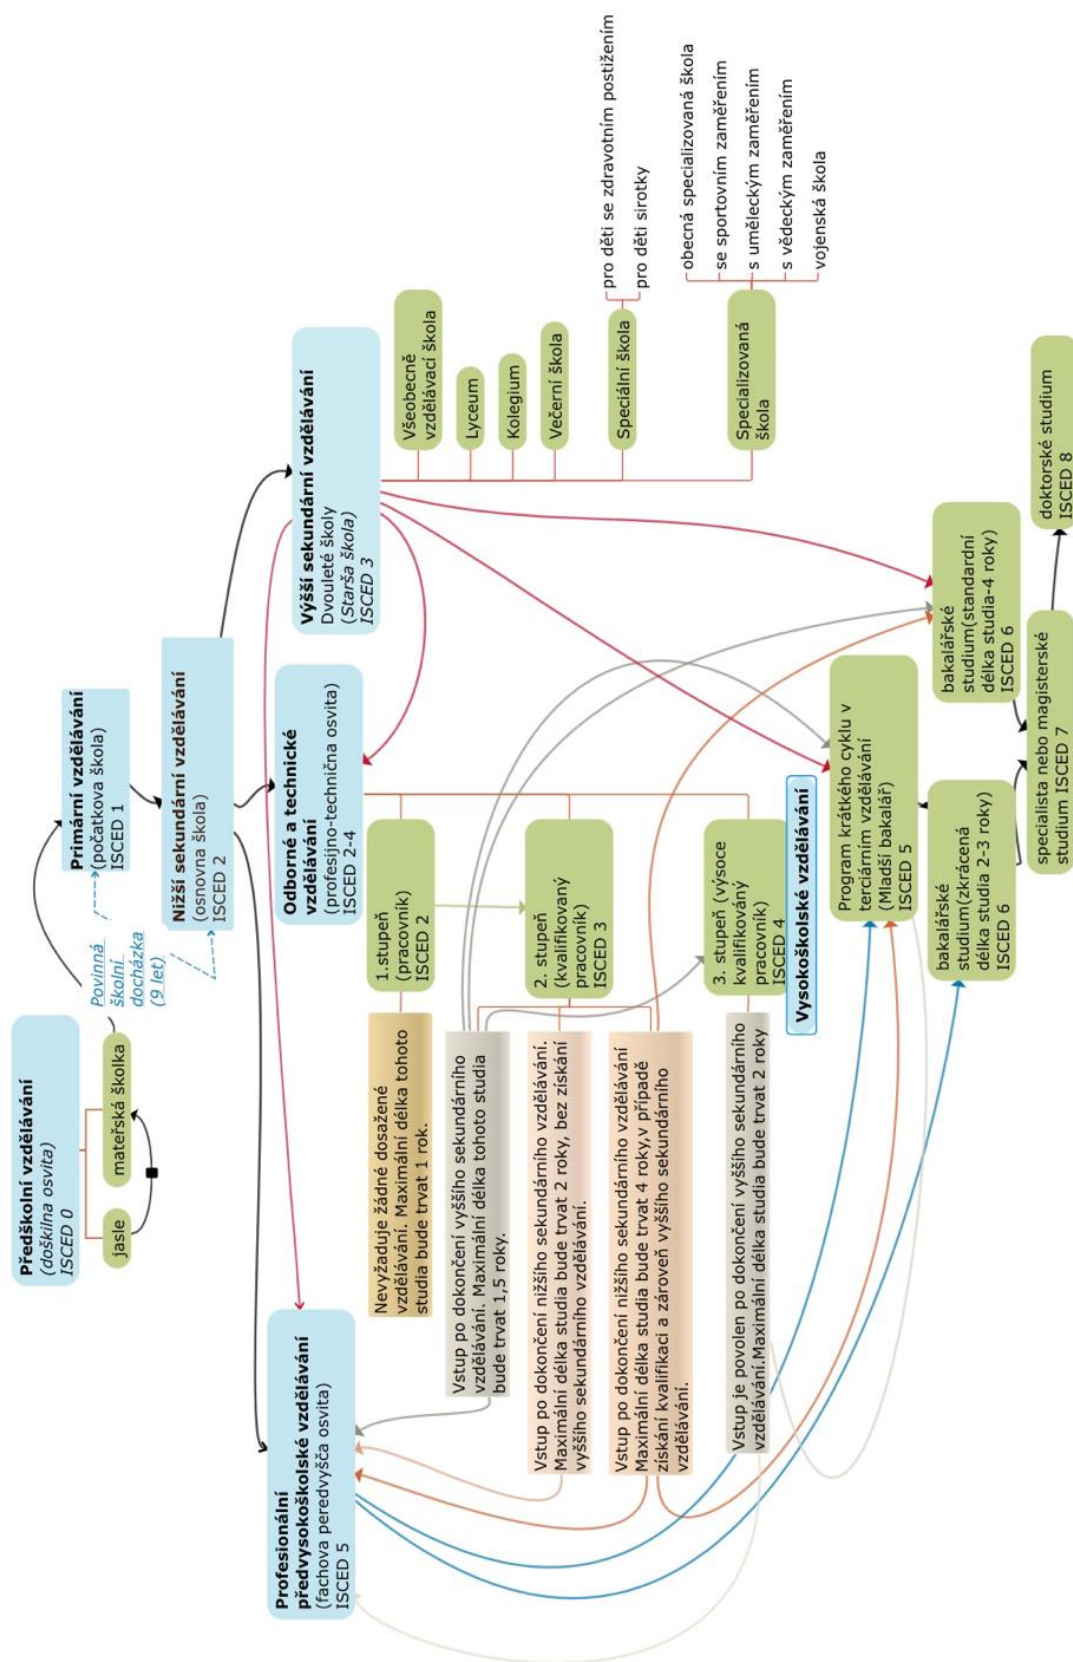 Předškolní vzdělávání
(doškilna osvita)
ISCED 0
jasle
mateřská školka
Povinná
školní
docházka
(9 let)
Primární vzdělávání
(počatkova škola)
ISCED 1
Nižší sekundární vzdělávání
(osnovna škola)
ISCED 2
Profesionální
předvysokoškolské vzdělávání
(fachova peredvyšča osvita)
ISCED 5
Odborné a technické
vzdělávání
(profesijno-technična osvita)
ISCED 2-4
Výšší sekundární vzdělávání
Dvouleté školy
(Starša škola)
ISCED 3
Všeobecně
vzdělávací škola
Lyceum
Kolegium
Večerní škola
Speciální škola
pro děti se zdravotním postižením
pro děti sirotky
Specializovaná
škola
obecná specializovaná škola
se sportovním zaměřením
s uměleckým zaměřením
s vědeckým zaměřením
vojenská škola
1.stupeň
(pracovník)
ISCED 2
Nevyžaduje žádné dosažené
vzdělávání. Maximální délka tohoto
studia bude trvat 1 rok.
2. stupeň
(kvalifikovaný
pracovník)
ISCED 3
Vstup po dokončení vyššího sekundárního
vzdělávání. Maximální délka tohoto studia
bude trvat 1,5 roky.
Vstup po dokončení nižšího sekundárního vzdělávání.
Maximální délka studia bude trvat 2 roky, bez získání
vyššího sekundárního vzdělávání.
Vstup po dokončení nižšího sekundárního vzdělávání
Maximální délka studia bude trvat 4 roky,v případě
získání kvalifikaci a zároveň vyššího sekundárního
vzdělávání.
3. stupeň (výsoce
kvalifikovaný
pracovník)
ISCED 4
Vstup je povolen po dokončení vyššího sekundárního
vzdělávání.Maximální délka studia bude trvat 2 roky
Vysokoškolské vzdělávání
Program krátkého cyklu v
terciárním vzdělávání
(Mladší bakalář)
ISCED 5
bakalářské
studium(zkrácená
délka studia 2-3 roky)
ISCED 6
bakalářské
studium(standardní
délka studia-4 roky)
ISCED 6
specialista nebo magisterské
studium ISCED 7
doktorské studium
ISCED 8